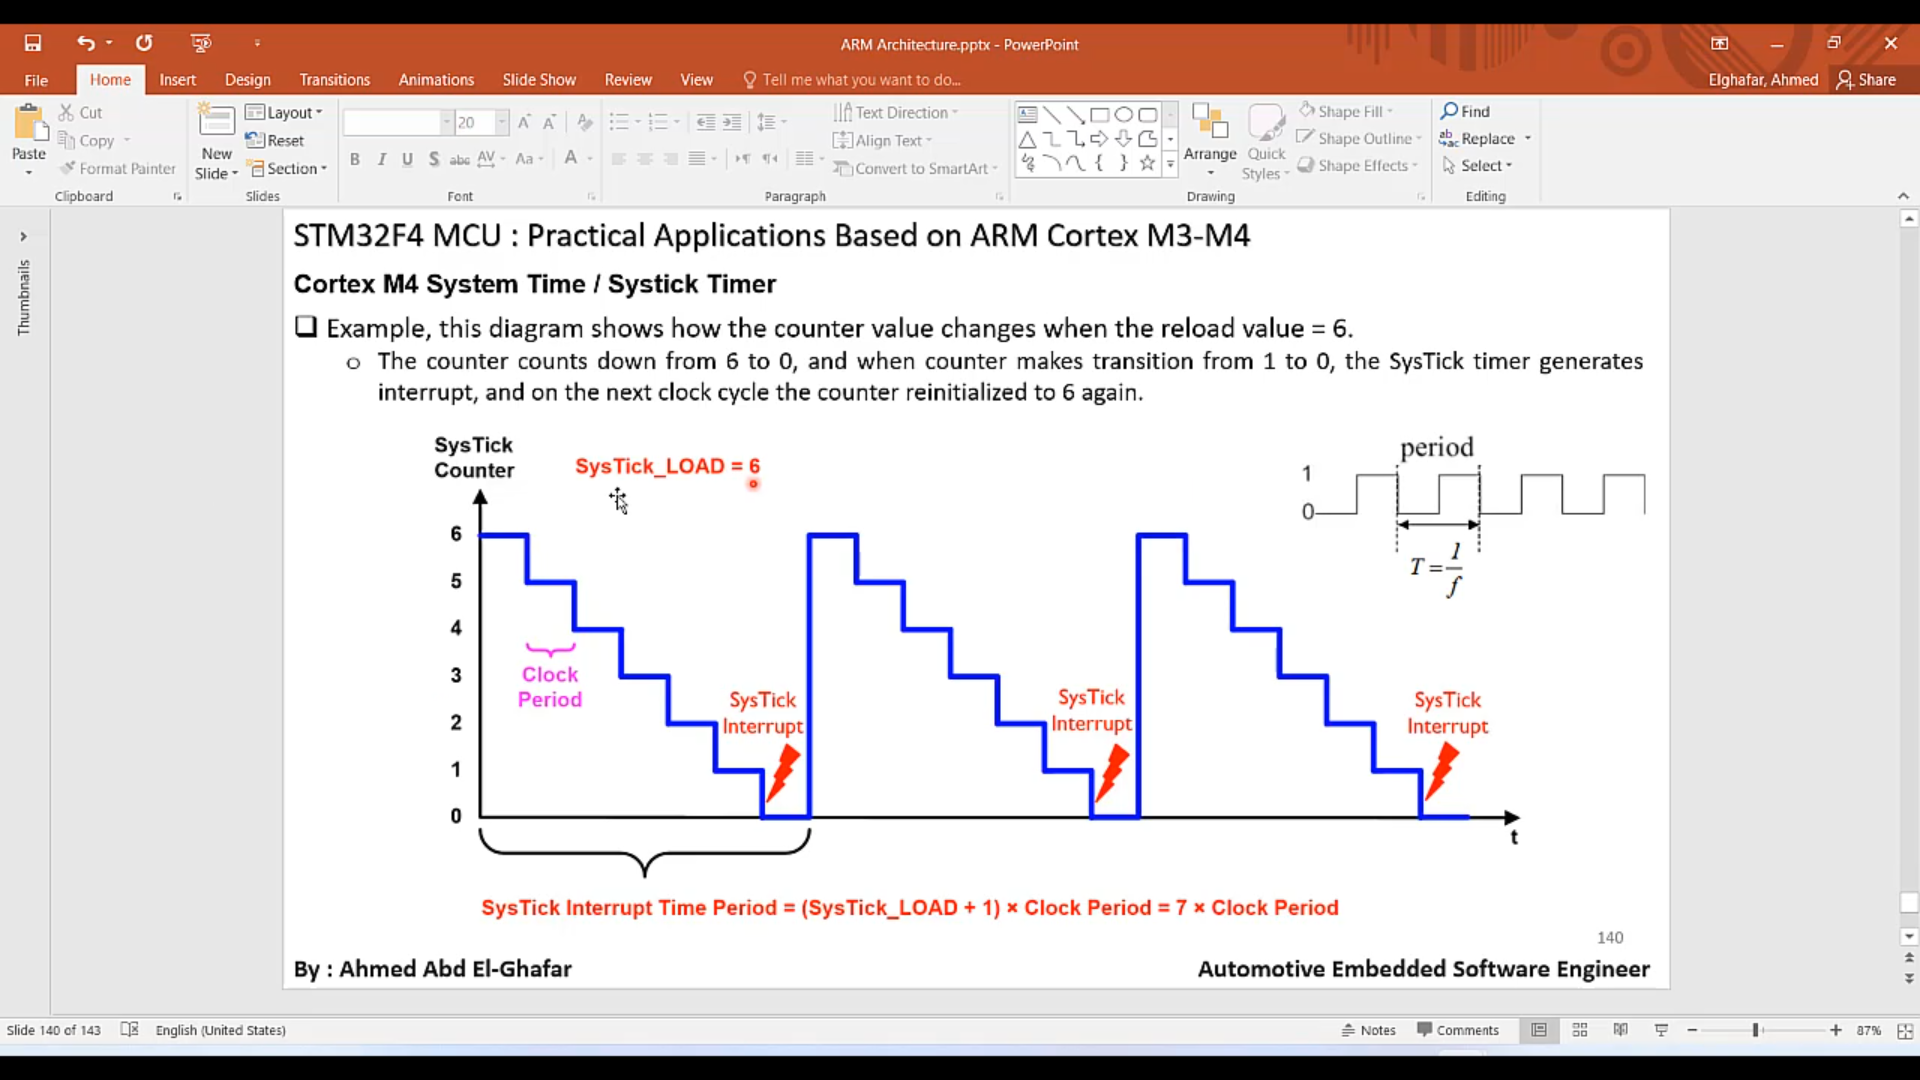 ARM Architecture.pptx - PowerPoint
File Home Insert Design Transitions Animations Slide Show Review View Tell me what you want to do... Elghafar, Ahmed Share
Cut
Copy
Format Painter
Paste
Clipboard
New
Slide
Layout
Reset
Section
Slides
20
B I U S abc AV Aa A
Font
Text Direction
Align Text
Convert to SmartArt
Paragraph
Arrange
Quick
Styles
Shape Fill
Shape Outline
Shape Effects
Drawing
Find
Replace
Select
Editing
Thumbnails
STM32F4 MCU : Practical Applications Based on ARM Cortex M3-M4
Cortex M4 System Time / Systick Timer
Example, this diagram shows how the counter value changes when the reload value = 6.
o The counter counts down from 6 to 0, and when counter makes transition from 1 to 0, the SysTick timer generates
interrupt, and on the next clock cycle the counter reinitialized to 6 again.
SysTick
Counter
SysTick_LOAD = 6
period
1
0
T = 1/f
6
5
4
3
2
1
0
Clock
Period
SysTick
Interrupt
SysTick
Interrupt
SysTick
Interrupt
t
SysTick Interrupt Time Period = (SysTick_LOAD + 1) × Clock Period = 7 × Clock Period
140
By : Ahmed Abd El-Ghafar
Automotive Embedded Software Engineer
Slide 140 of 143 English (United States) Notes Comments 87%